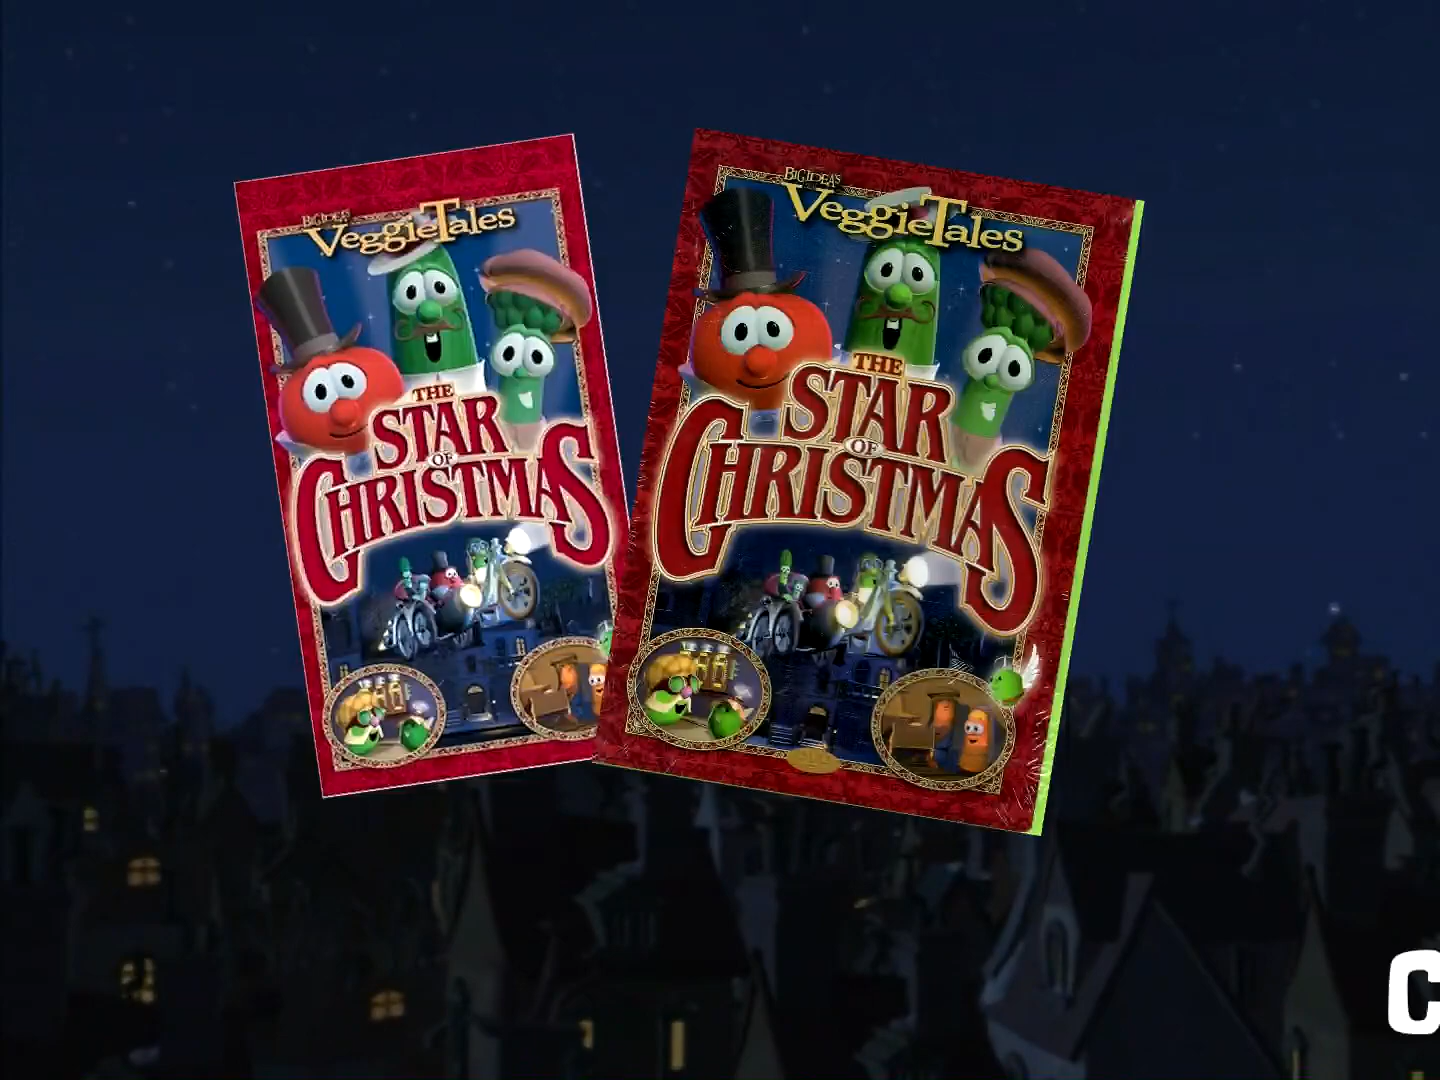 BIG IDEA'S
VeggieTales
THE
STAR
OF
CHRISTMAS
BIG IDEA'S
VeggieTales
THE
STAR
OF
CHRISTMAS
C